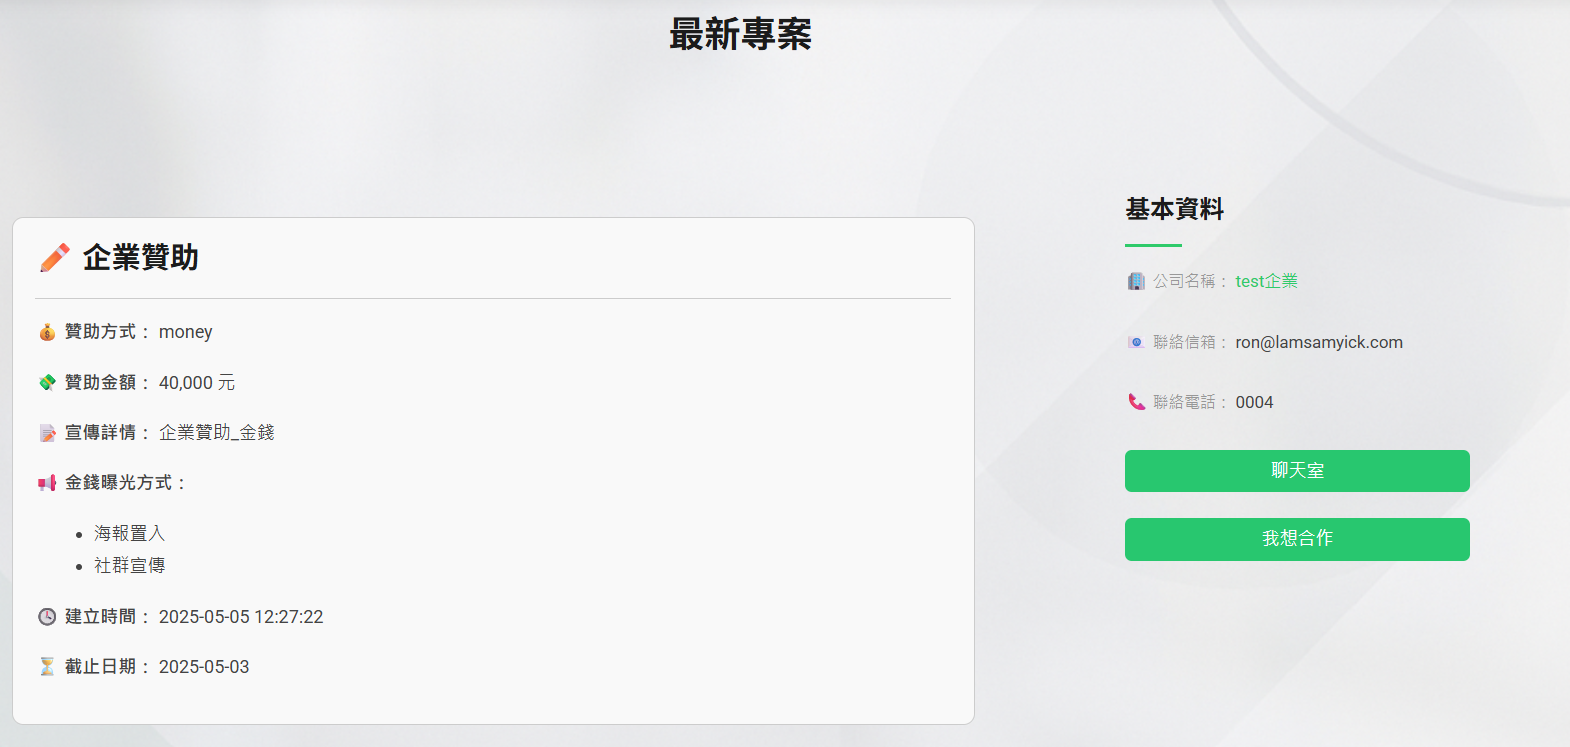 最新專案
企業贊助
贊助方式： money
贊助金額： 40,000 元
宣傳詳情： 企業贊助_金錢
金錢曝光方式：
海報置入
社群宣傳
建立時間： 2025-05-05 12:27:22
截止日期： 2025-05-03
基本資料
公司名稱： test企業
聯絡信箱： ron@lamsamyick.com
聯絡電話： 0004
聊天室
我想合作